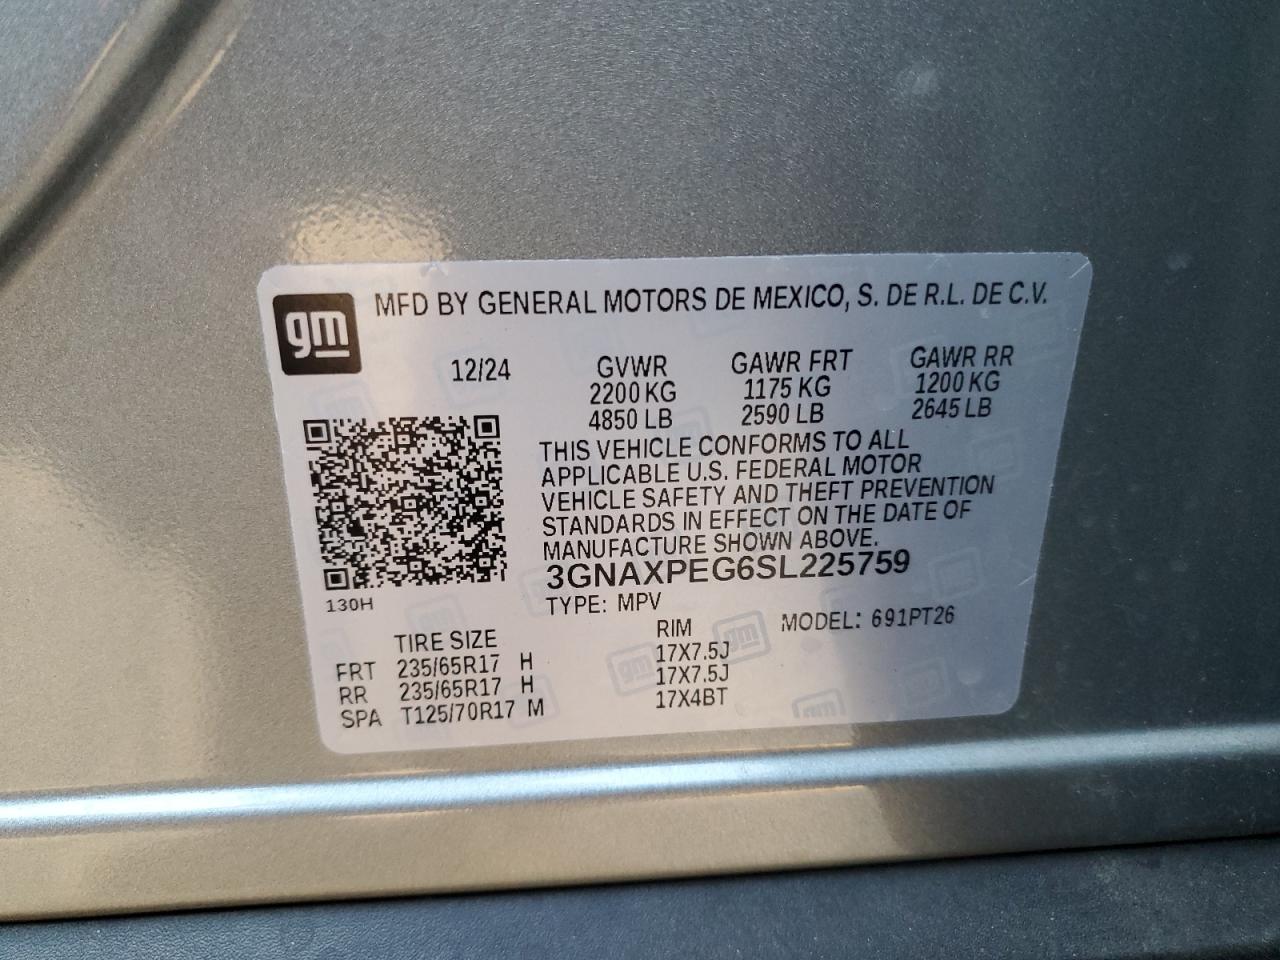 gm
MFD BY GENERAL MOTORS DE MEXICO, S. DE R.L. DE C.V.
12/24 GVWR GAWR FRT GAWR RR
2200 KG 1175 KG 1200 KG
4850 LB 2590 LB 2645 LB
THIS VEHICLE CONFORMS TO ALL
APPLICABLE U.S. FEDERAL MOTOR
VEHICLE SAFETY AND THEFT PREVENTION
STANDARDS IN EFFECT ON THE DATE OF
MANUFACTURE SHOWN ABOVE.
3GNAXPEG6SL225759
130H
TYPE: MPV
MODEL: 691PT26
TIRE SIZE RIM
FRT 235/65R17 H 17X7.5J
RR 235/65R17 H 17X7.5J
SPA T125/70R17 M 17X4BT
gm
gm
gm